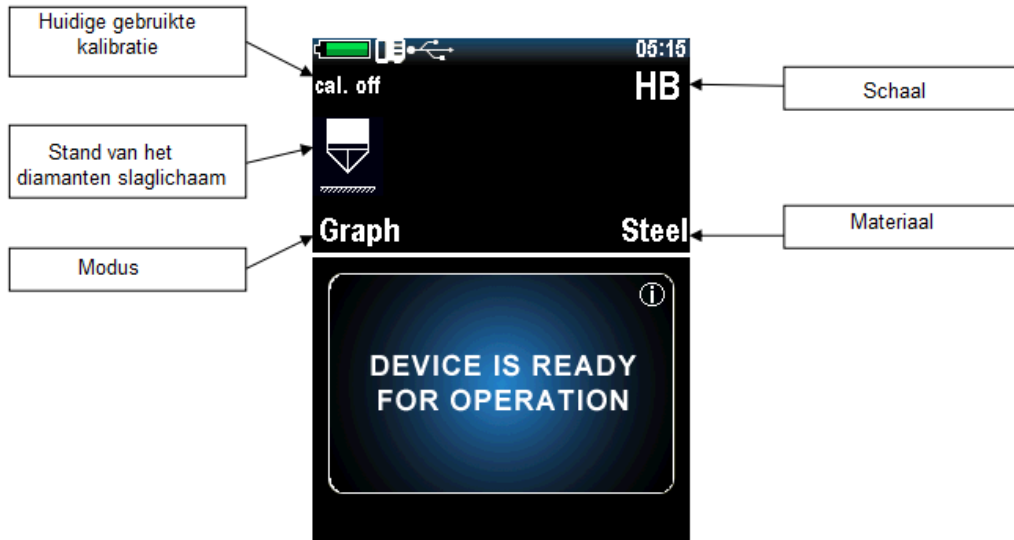 Huidige gebruikte
kalibratie
05:15
cal. off
HB
Schaal
Stand van het
diamanten slaglichaam
Graph
Steel
Materiaal
Modus
DEVICE IS READY
FOR OPERATION